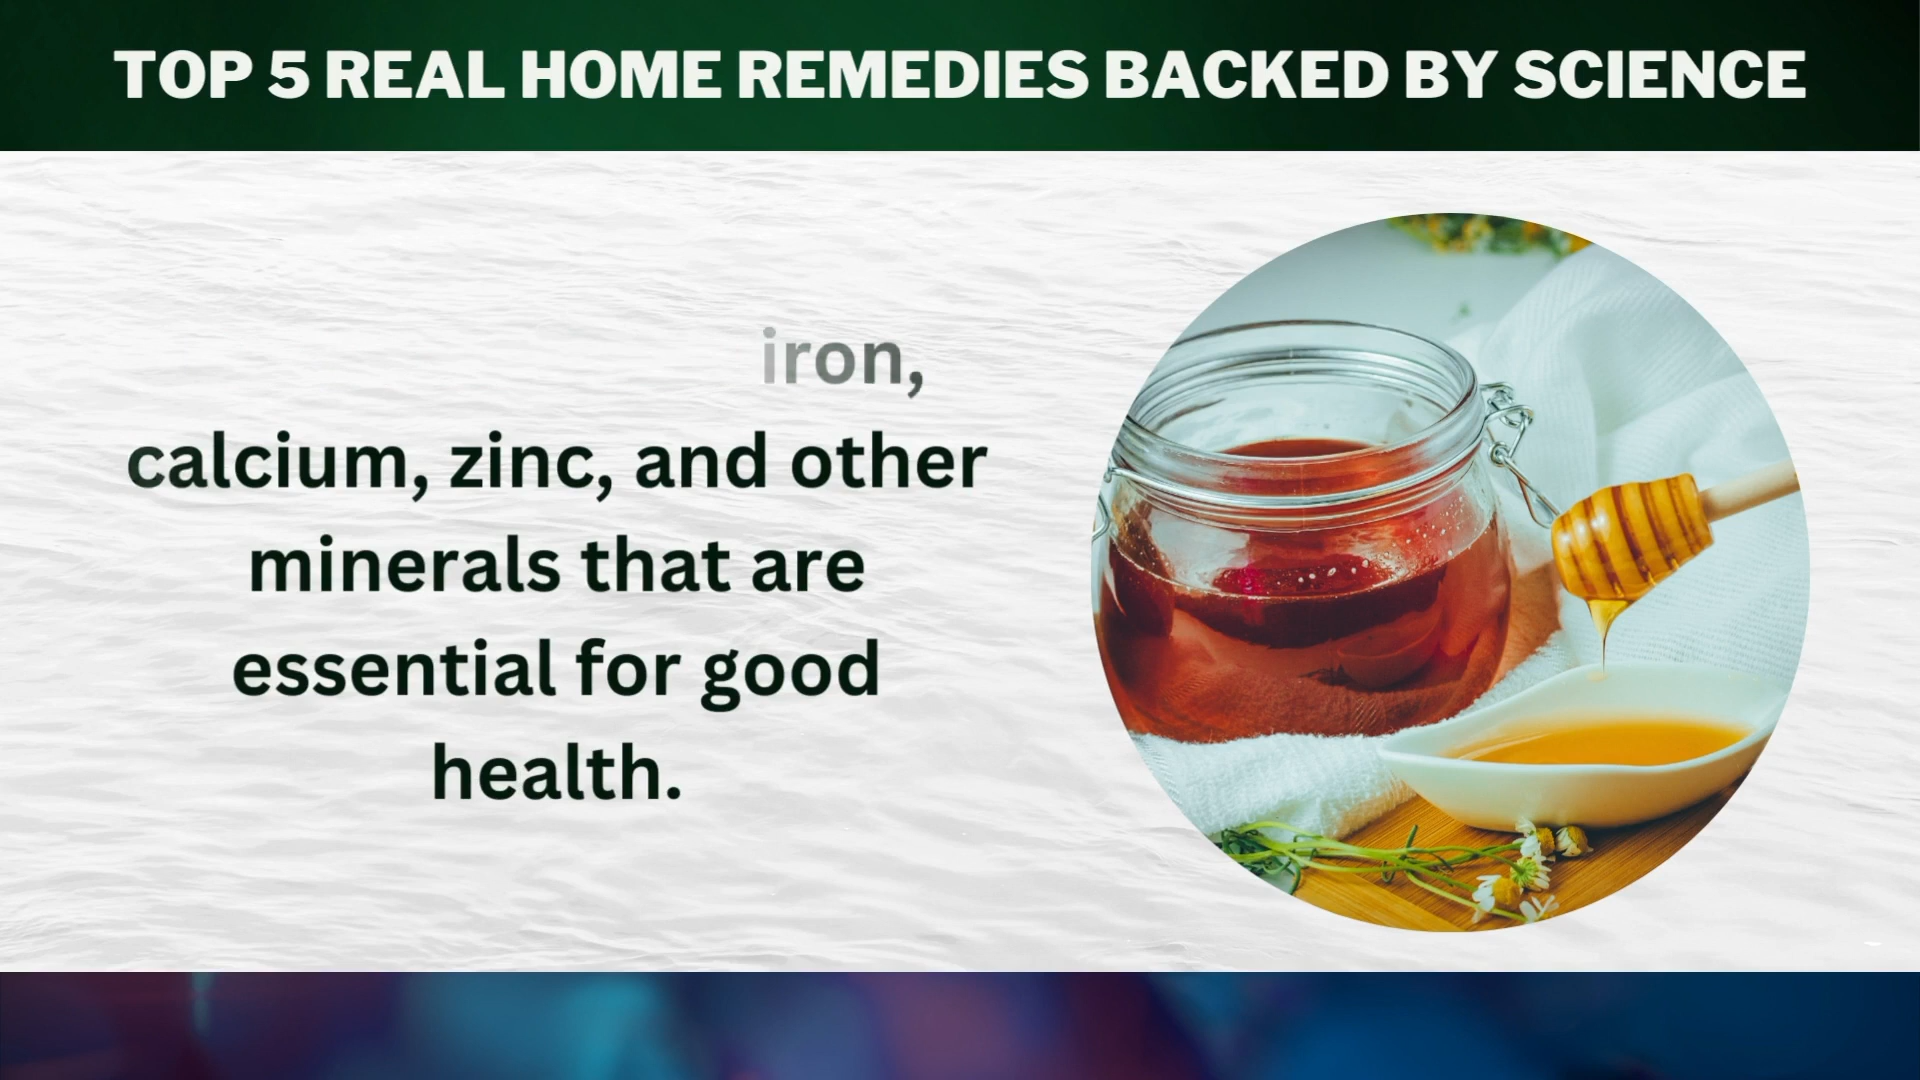 TOP 5 REAL HOME REMEDIES BACKED BY SCIENCE
iron,
calcium, zinc, and other
minerals that are
essential for good
health.